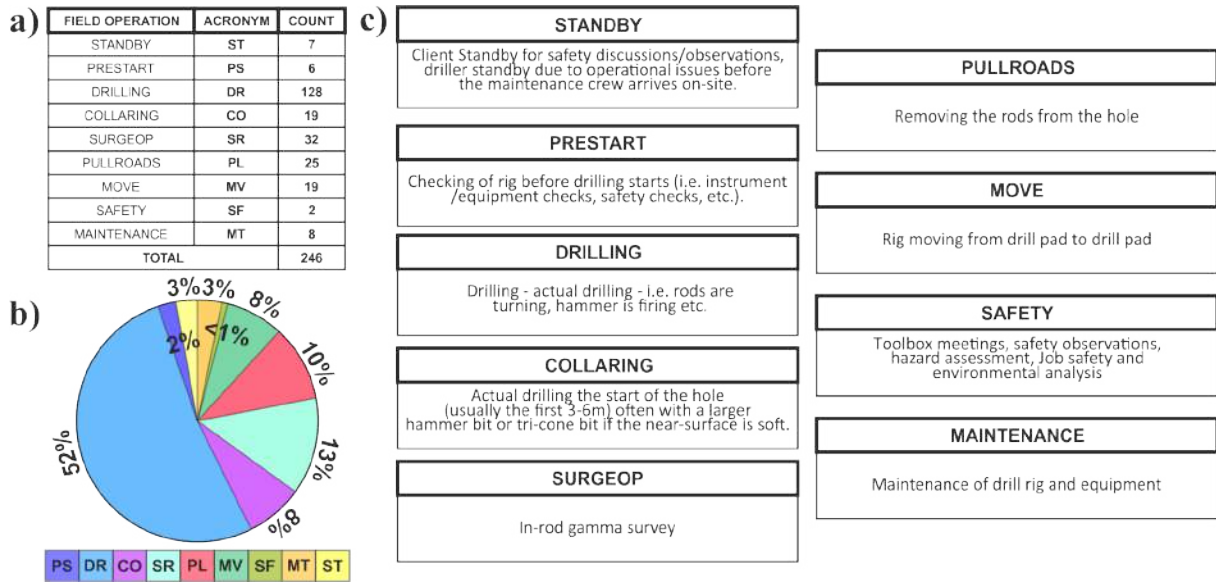 a)
FIELD OPERATION ACRONYM COUNT
STANDBY ST 7
PRESTART PS 6
DRILLING DR 128
COLLARING CO 19
SURGEOP SR 32
PULLROADS PL 25
MOVE MV 19
SAFETY SF 2
MAINTENANCE MT 8
TOTAL 246
b)
3%
3%
8%
<1%
2%
10%
13%
8%
52%
PS DR CO SR PL MV SF MT ST
c)
STANDBY
Client Standby for safety discussions/observations,
driller standby due to operational issues before
the maintenance crew arrives on-site.
PRESTART
Checking of rig before drilling starts (i.e. instrument
/equipment checks, safety checks, etc.).
DRILLING
Drilling - actual drilling - i.e. rods are
turning, hammer is firing etc.
COLLARING
Actual drilling the start of the hole
(usually the first 3-6m) often with a larger
hammer bit or tri-cone bit if the near-surface is soft.
SURGEOP
In-rod gamma survey
PULLROADS
Removing the rods from the hole
MOVE
Rig moving from drill pad to drill pad
SAFETY
Toolbox meetings, safety observations,
hazard assessment, Job safety and
environmental analysis
MAINTENANCE
Maintenance of drill rig and equipment